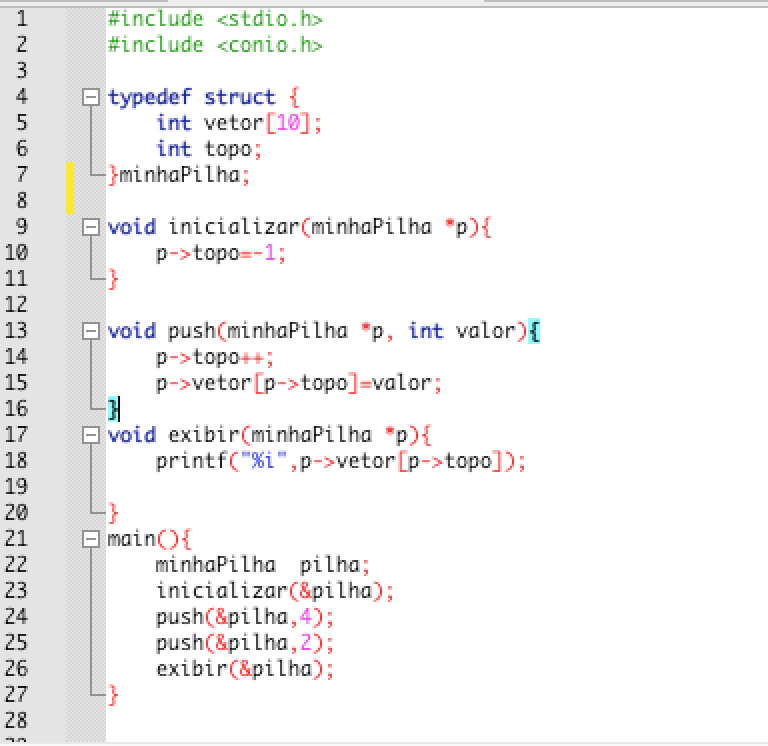 1 #include <stdio.h>
2 #include <conio.h>
3
4 typedef struct {
5     int vetor[10];
6     int topo;
7 }minhaPilha;
8
9 void inicializar(minhaPilha *p){
10     p->topo=-1;
11 }
12
13 void push(minhaPilha *p, int valor){
14     p->topo++;
15     p->vetor[p->topo]=valor;
16 }
17 void exibir(minhaPilha *p){
18     printf("%i",p->vetor[p->topo]);
19
20 }
21 main(){
22     minhaPilha  pilha;
23     inicializar(&pilha);
24     push(&pilha,4);
25     push(&pilha,2);
26     exibir(&pilha);
27 }
28